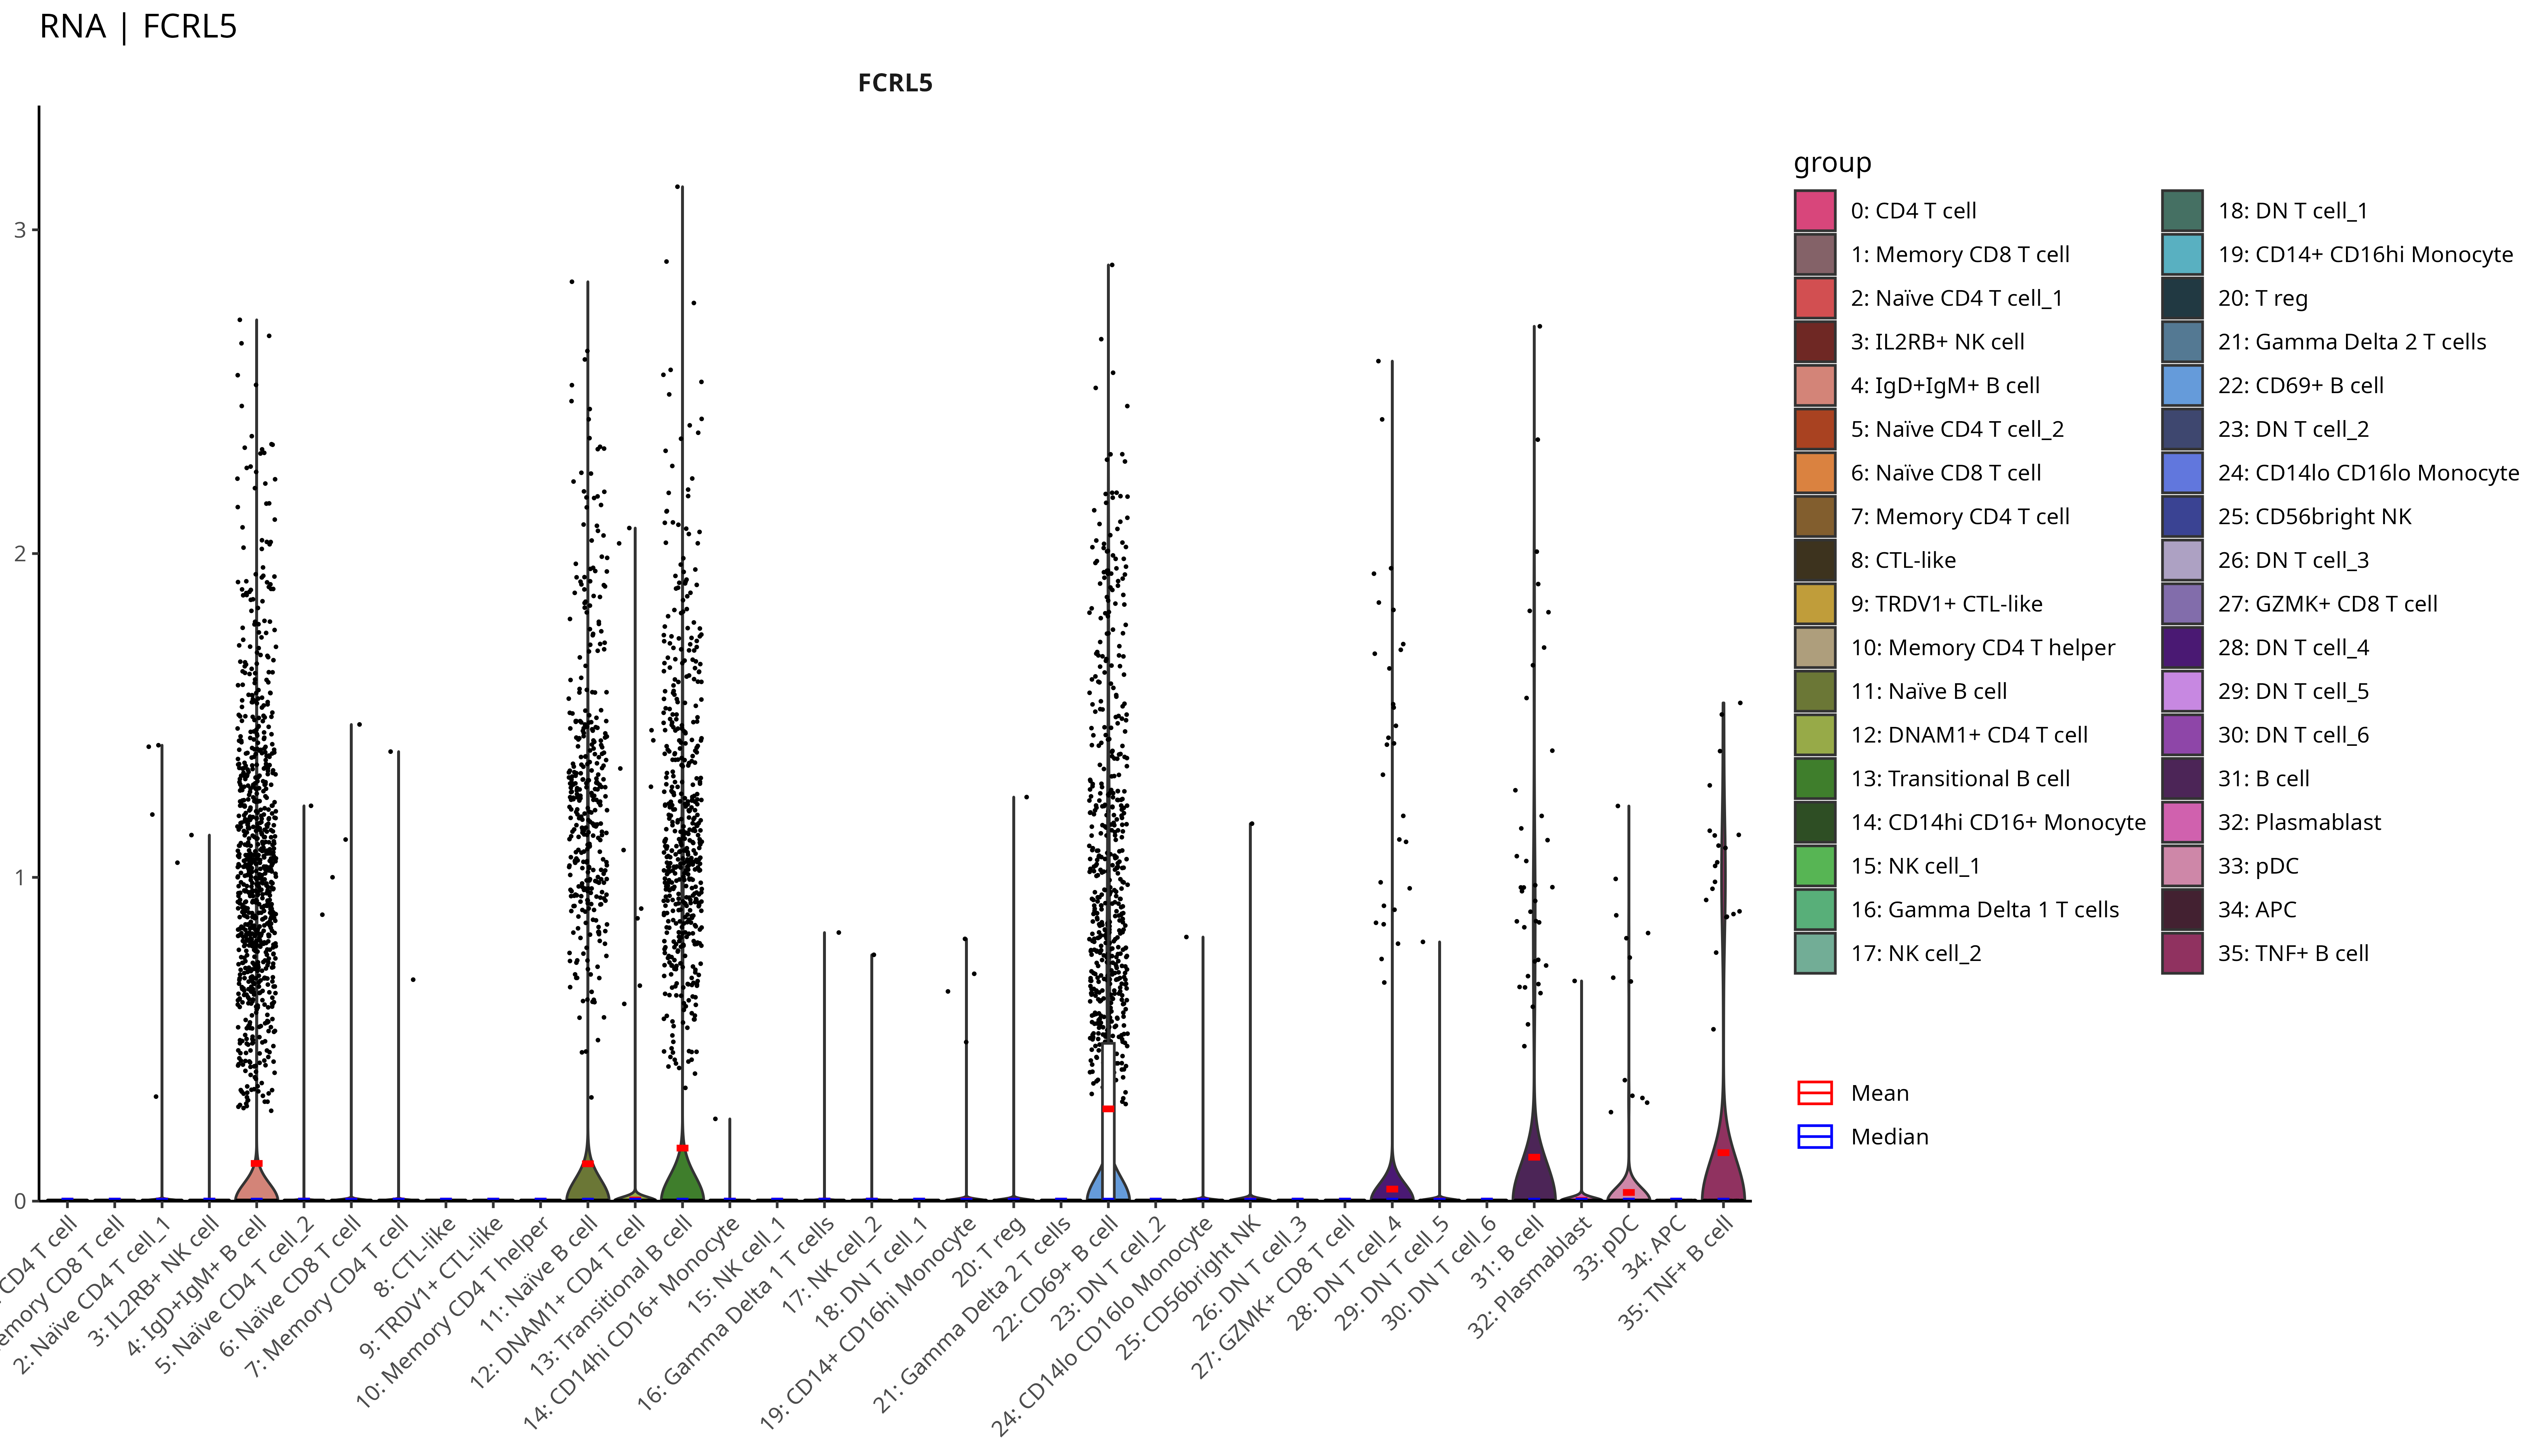 RNA | FCRL5
FCRL5
3
2
1
0
CD4 T cell
Memory CD8 T cell
2: Naïve CD4 T cell_1
3: IL2RB+ NK cell
4: IgD+IgM+ B cell
5: Naïve CD4 T cell_2
6: Naïve CD8 T cell
7: Memory CD4 T cell
8: CTL-like
9: TRDV1+ CTL-like
10: Memory CD4 T helper
11: Naïve B cell
12: DNAM1+ CD4 T cell
13: Transitional B cell
14: CD14hi CD16+ Monocyte
15: NK cell_1
16: Gamma Delta 1 T cells
17: NK cell_2
18: DN T cell_1
19: CD14+ CD16hi Monocyte
20: T reg
21: Gamma Delta 2 T cells
22: CD69+ B cell
23: DN T cell_2
24: CD14lo CD16lo Monocyte
25: CD56bright NK
26: DN T cell_3
27: GZMK+ CD8 T cell
28: DN T cell_4
29: DN T cell_5
30: DN T cell_6
31: B cell
32: Plasmablast
33: pDC
34: APC
35: TNF+ B cell
group
0: CD4 T cell
1: Memory CD8 T cell
2: Naïve CD4 T cell_1
3: IL2RB+ NK cell
4: IgD+IgM+ B cell
5: Naïve CD4 T cell_2
6: Naïve CD8 T cell
7: Memory CD4 T cell
8: CTL-like
9: TRDV1+ CTL-like
10: Memory CD4 T helper
11: Naïve B cell
12: DNAM1+ CD4 T cell
13: Transitional B cell
14: CD14hi CD16+ Monocyte
15: NK cell_1
16: Gamma Delta 1 T cells
17: NK cell_2
18: DN T cell_1
19: CD14+ CD16hi Monocyte
20: T reg
21: Gamma Delta 2 T cells
22: CD69+ B cell
23: DN T cell_2
24: CD14lo CD16lo Monocyte
25: CD56bright NK
26: DN T cell_3
27: GZMK+ CD8 T cell
28: DN T cell_4
29: DN T cell_5
30: DN T cell_6
31: B cell
32: Plasmablast
33: pDC
34: APC
35: TNF+ B cell
Mean
Median